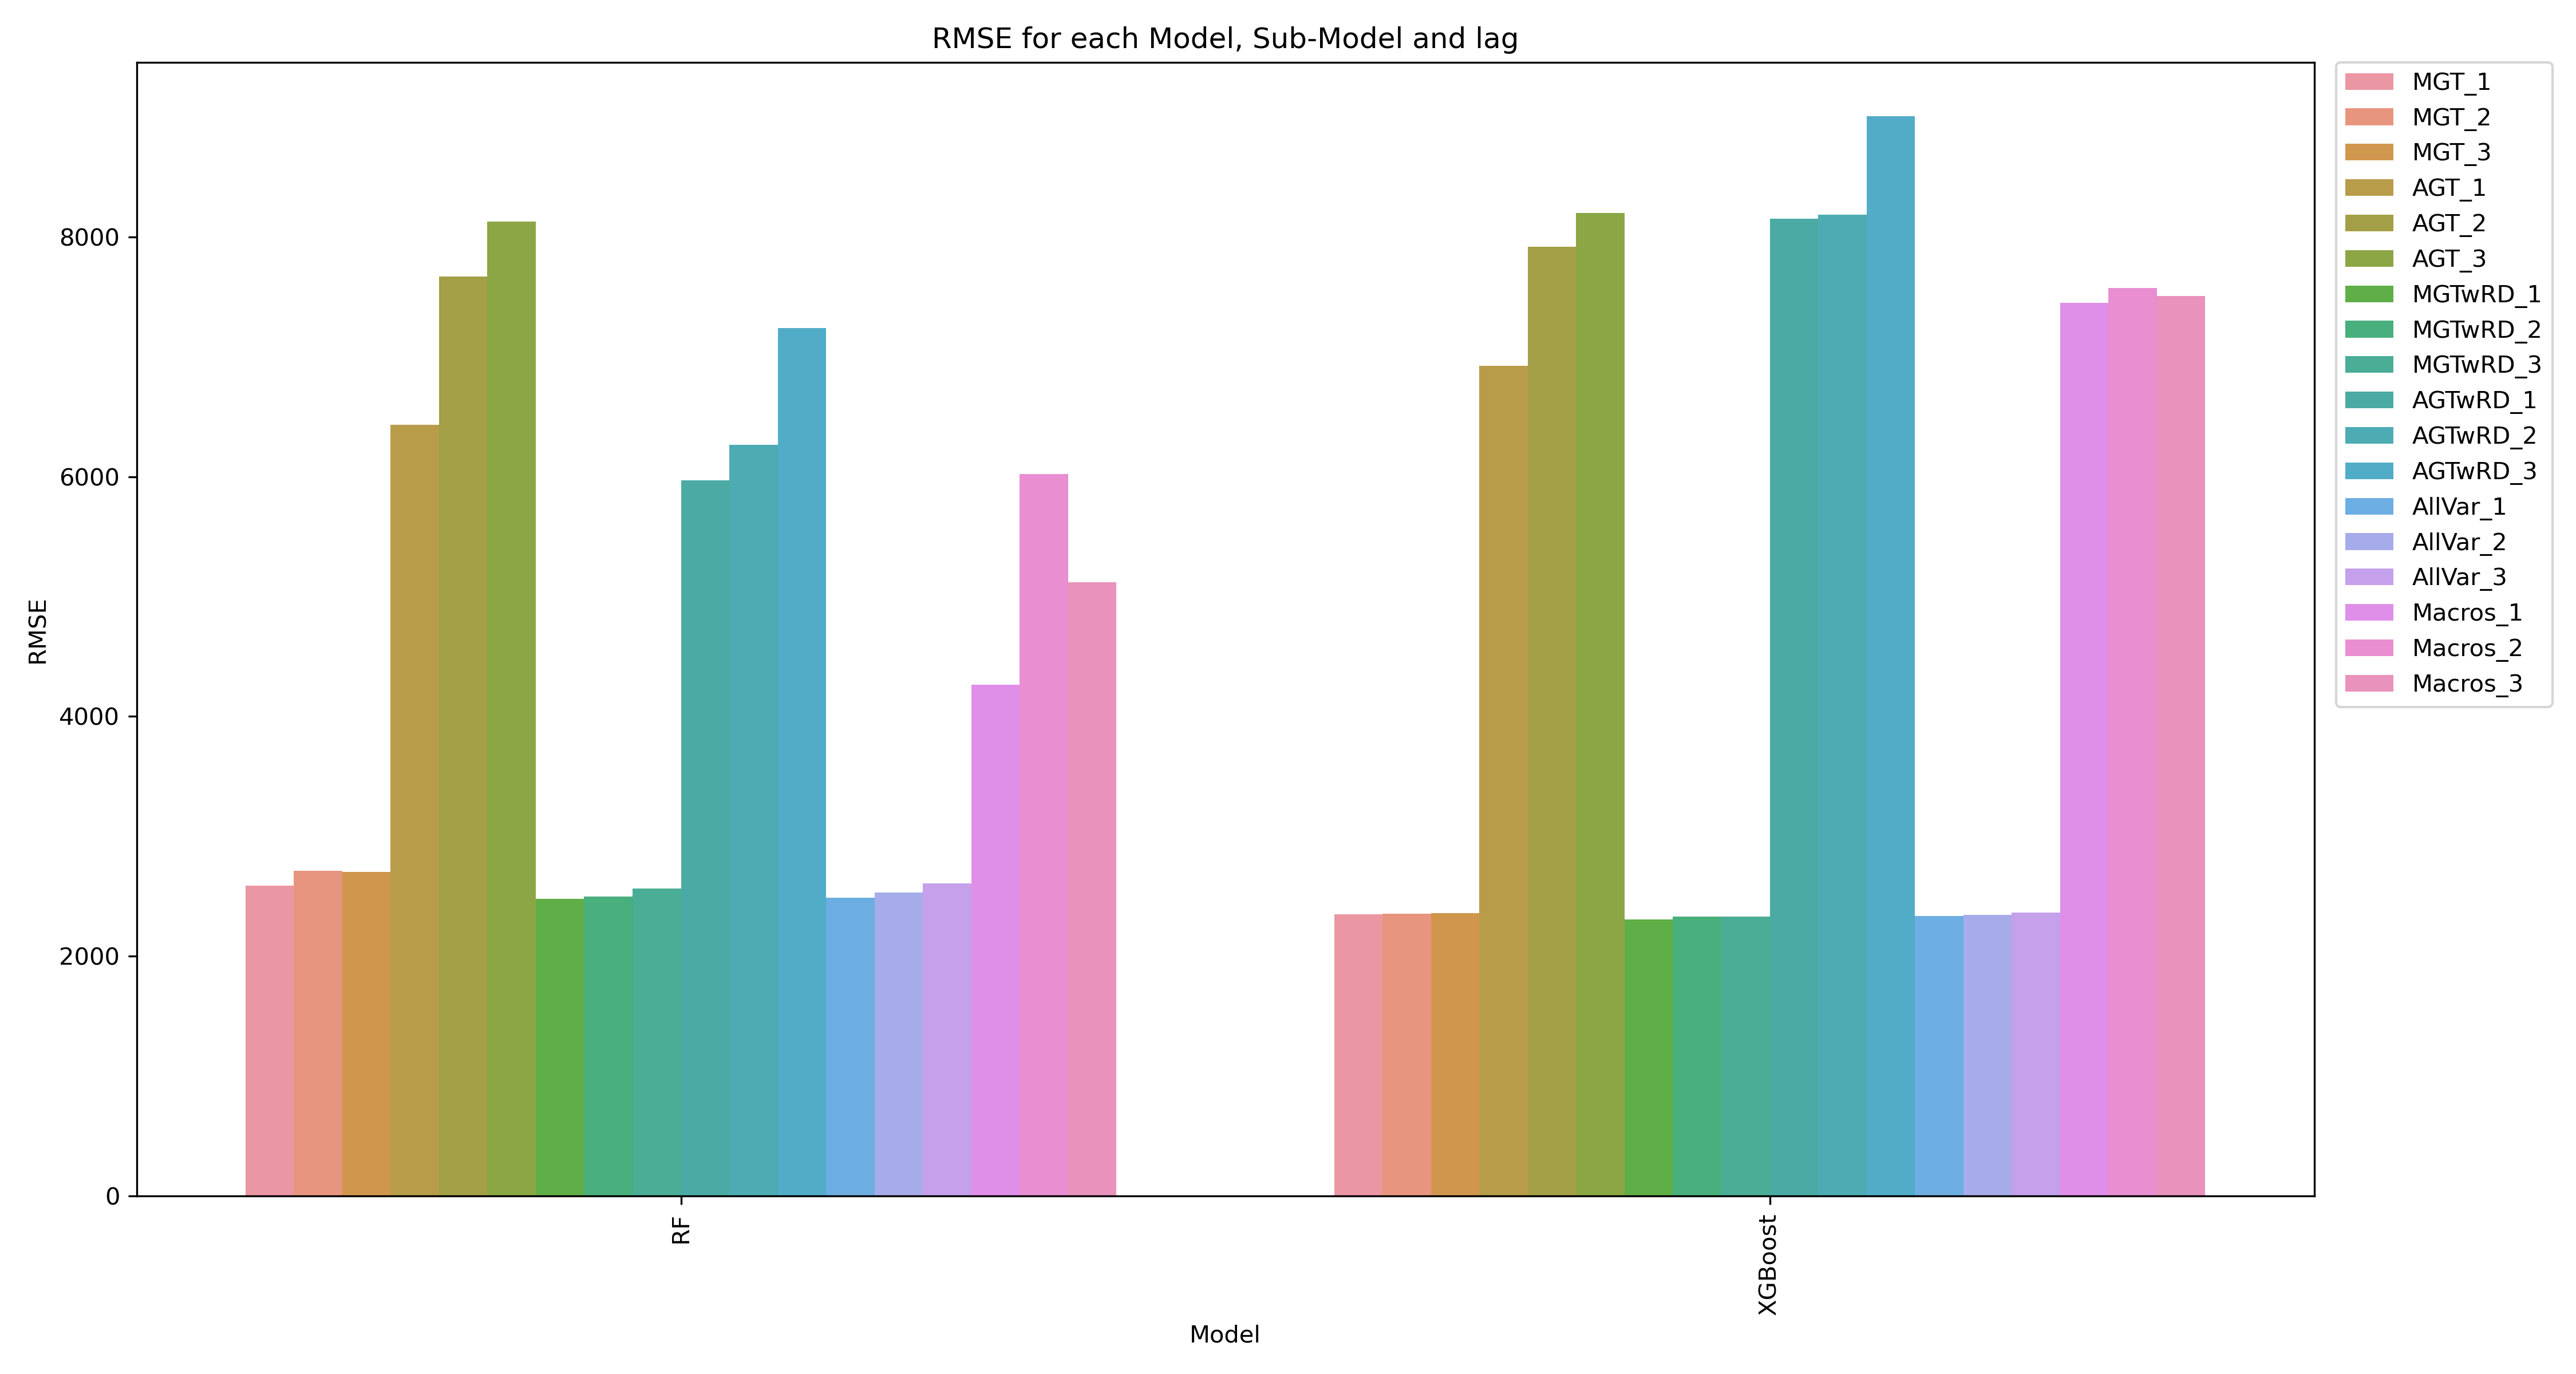 RMSE for each Model, Sub-Model and lag
RMSE
8000
6000
4000
2000
0
RF
XGBoost
Model
MGT_1
MGT_2
MGT_3
AGT_1
AGT_2
AGT_3
MGTwRD_1
MGTwRD_2
MGTwRD_3
AGTwRD_1
AGTwRD_2
AGTwRD_3
AllVar_1
AllVar_2
AllVar_3
Macros_1
Macros_2
Macros_3